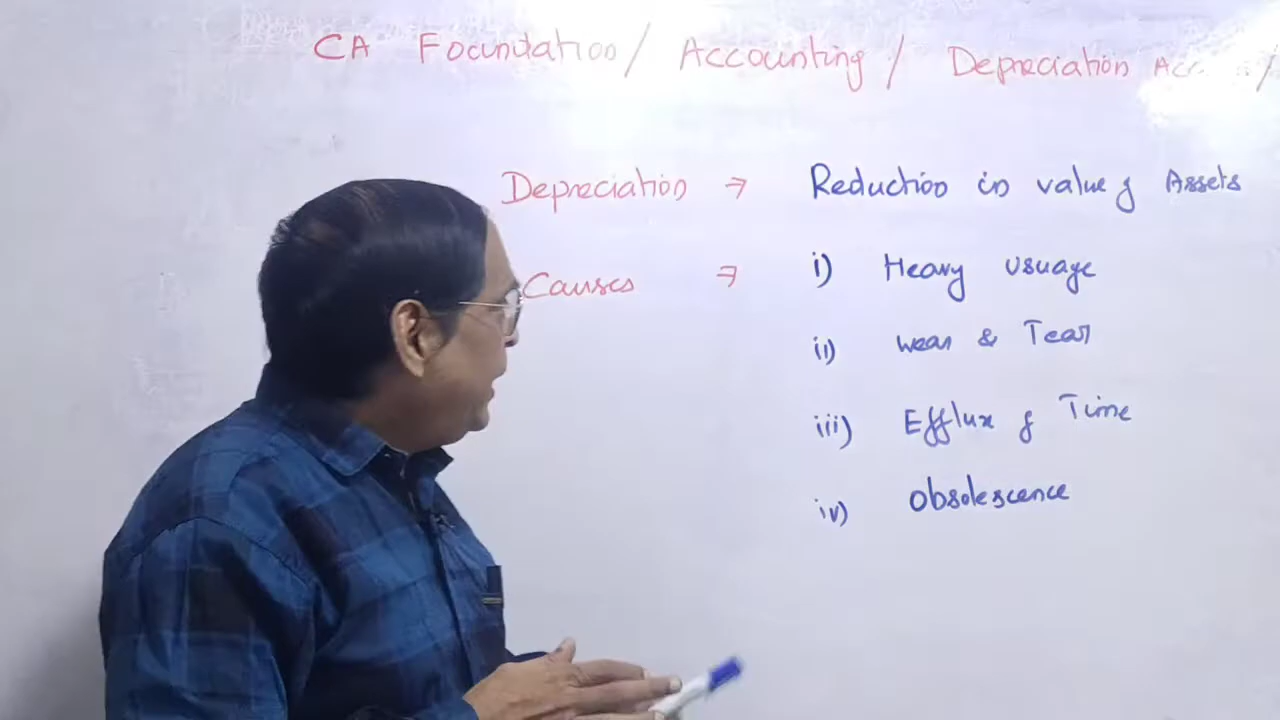 CA Foundation / Accounting / Depreciation
Depreciation ⇒ Reduction in value of Assets
Causes ⇒ i) Heavy usuage
ii) wear & Tear
iii) Efflux of Time
iv) Obsolescence